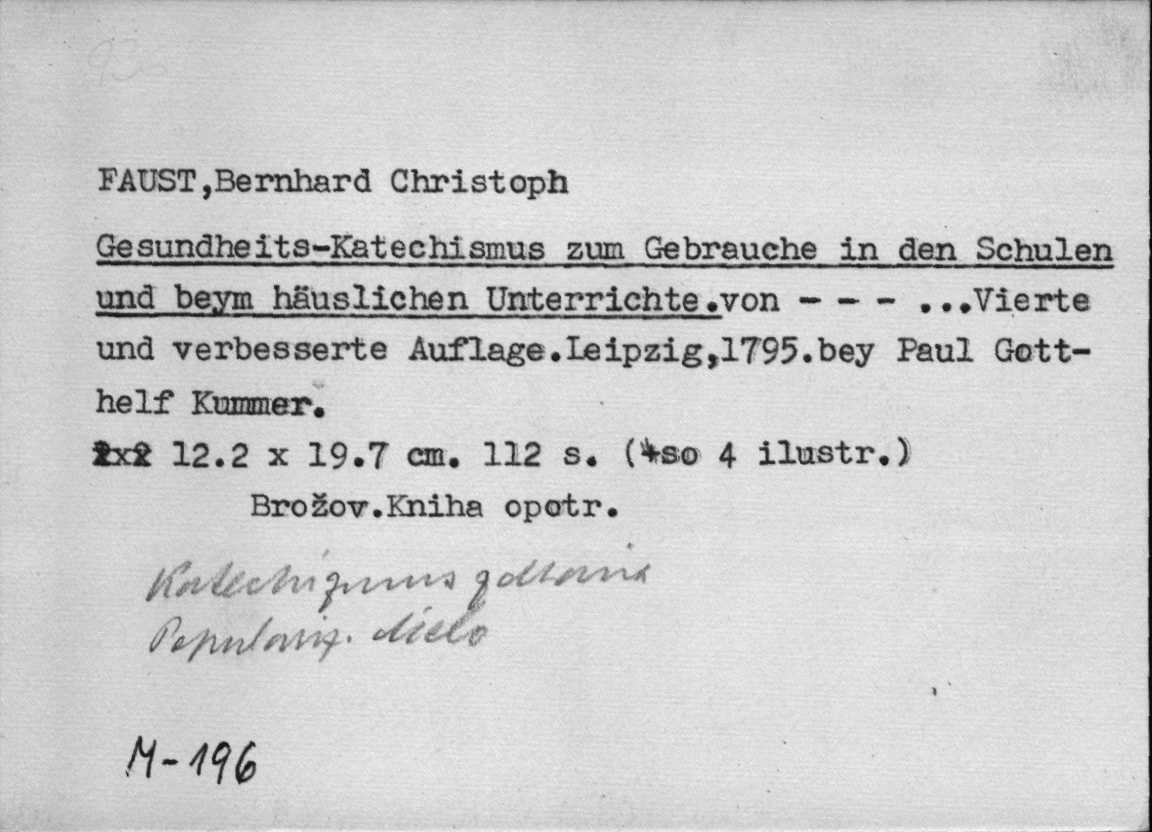 FAUST,Bernhard Christoph
Gesundheits-Katechismus zum Gebrauche in den Schulen
und beym häuslichen Unterrichte.von - - - ...Vierte
und verbesserte Auflage.Leipzig,1795.bey Paul Gott-
helf Kummer.
12.2 x 19.7 cm. 112 s. (so 4 ilustr.)
Brožov.Kniha opotr.
Katechizmus zdravia
Populariz. dielo
M-196